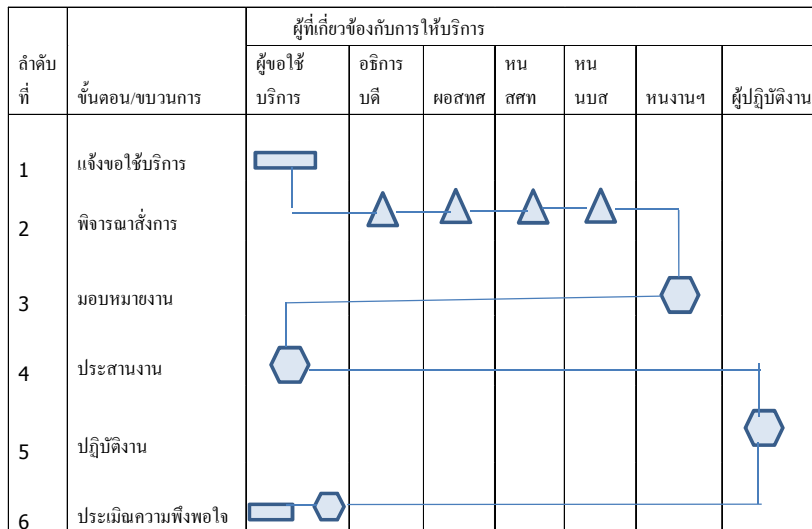 ผู้ที่เกี่ยวข้องกับการให้บริการ
ลำดับ ผู้ขอใช้ อธิการ หน หน
ที่ ขั้นตอน/ขบวนการ บริการ บดี ผอสทศ สศท นบส หนงานฯ ผู้ปฏิบัติงาน
1 แจ้งขอใช้บริการ
2 พิจารณาสั่งการ
3 มอบหมายงาน
4 ประสานงาน
5 ปฏิบัติงาน
6 ประเมิณความพึงพอใจ